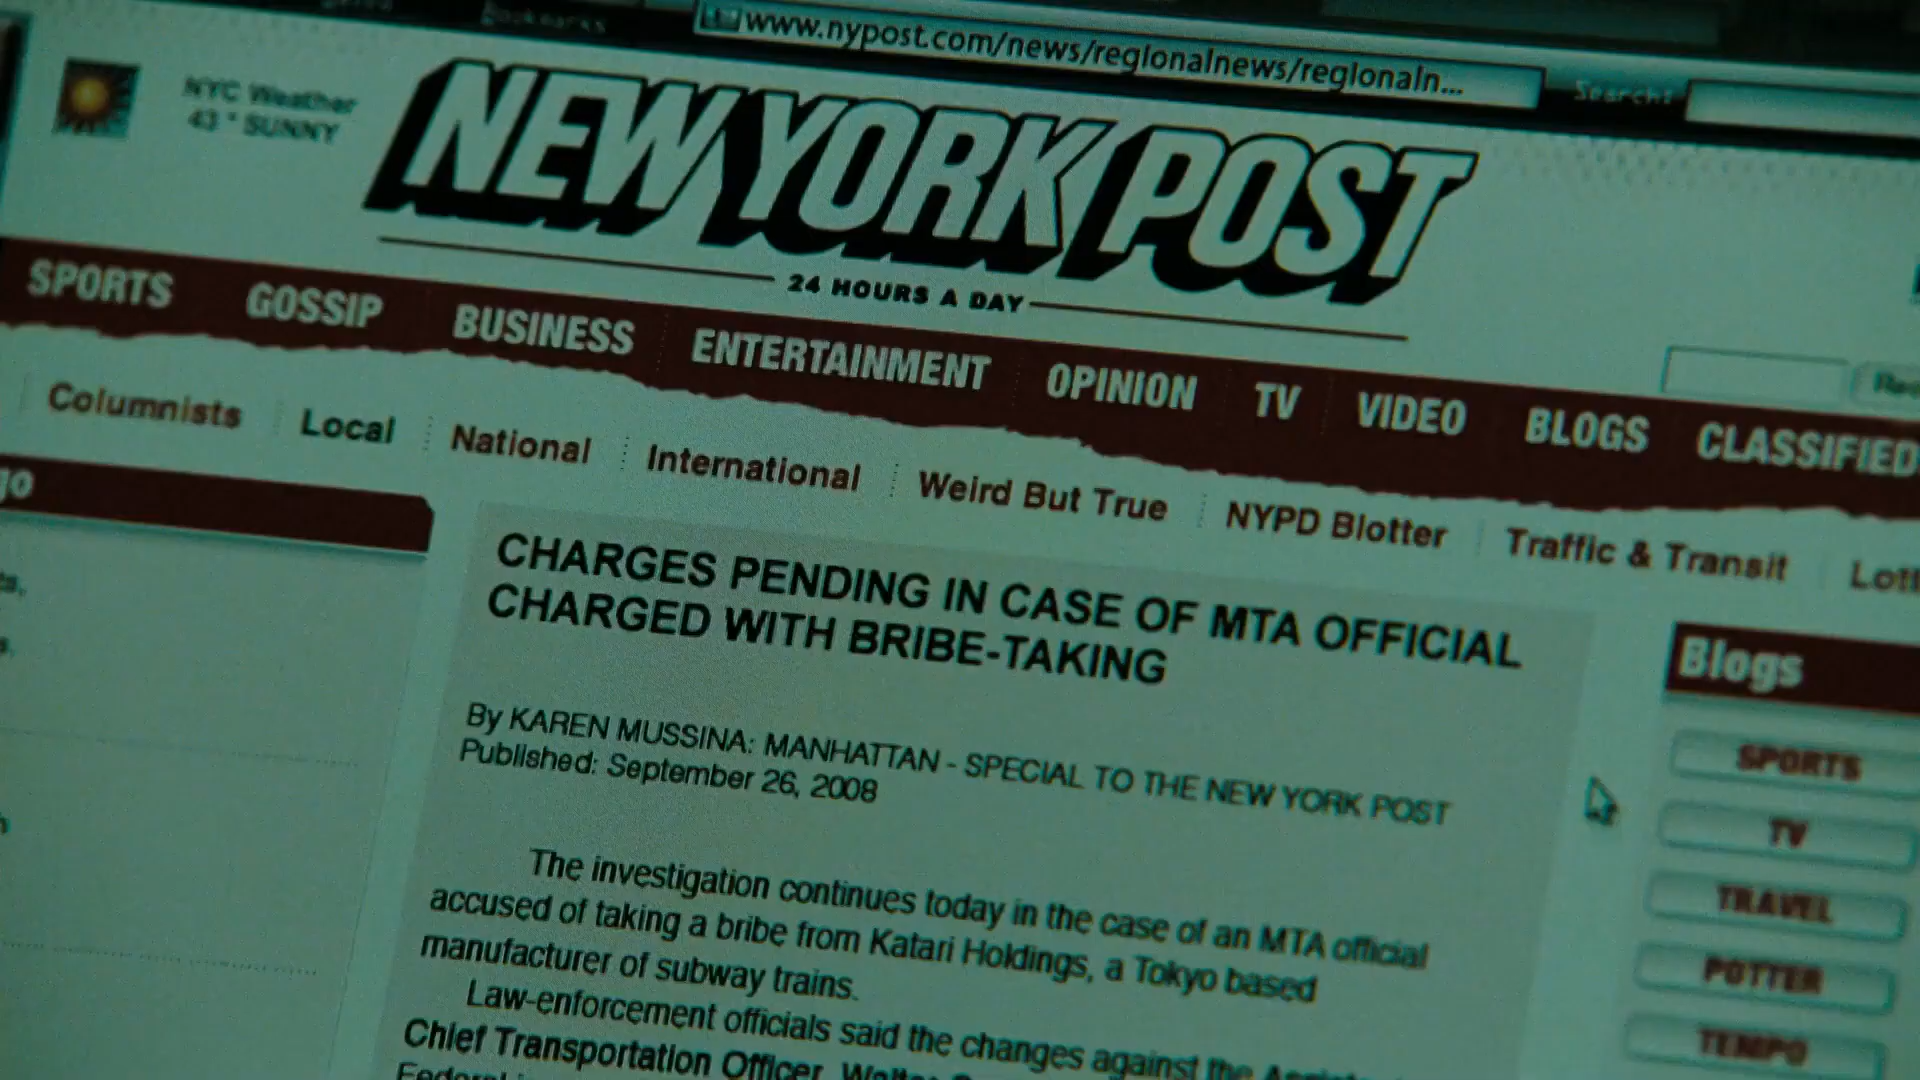 Bookmarks
www.nypost.com/news/regionalnews/regionaln...
Search:
NYC Weather
43 ° SUNNY
NEW YORK POST
24 HOURS A DAY
SPORTS GOSSIP BUSINESS ENTERTAINMENT OPINION TV VIDEO BLOGS CLASSIFIED
Columnists Local National International Weird But True NYPD Blotter Traffic & Transit Lott
go
CHARGES PENDING IN CASE OF MTA OFFICIAL
CHARGED WITH BRIBE-TAKING
By KAREN MUSSINA: MANHATTAN - SPECIAL TO THE NEW YORK POST
Published: September 26, 2008
The investigation continues today in the case of an MTA official
accused of taking a bribe from Katari Holdings, a Tokyo based
manufacturer of subway trains.
Law-enforcement officials said the changes against the
Chief Transportation Officer,
Blogs
SPORTS
TV
TRAVEL
POTTER
TEMPO